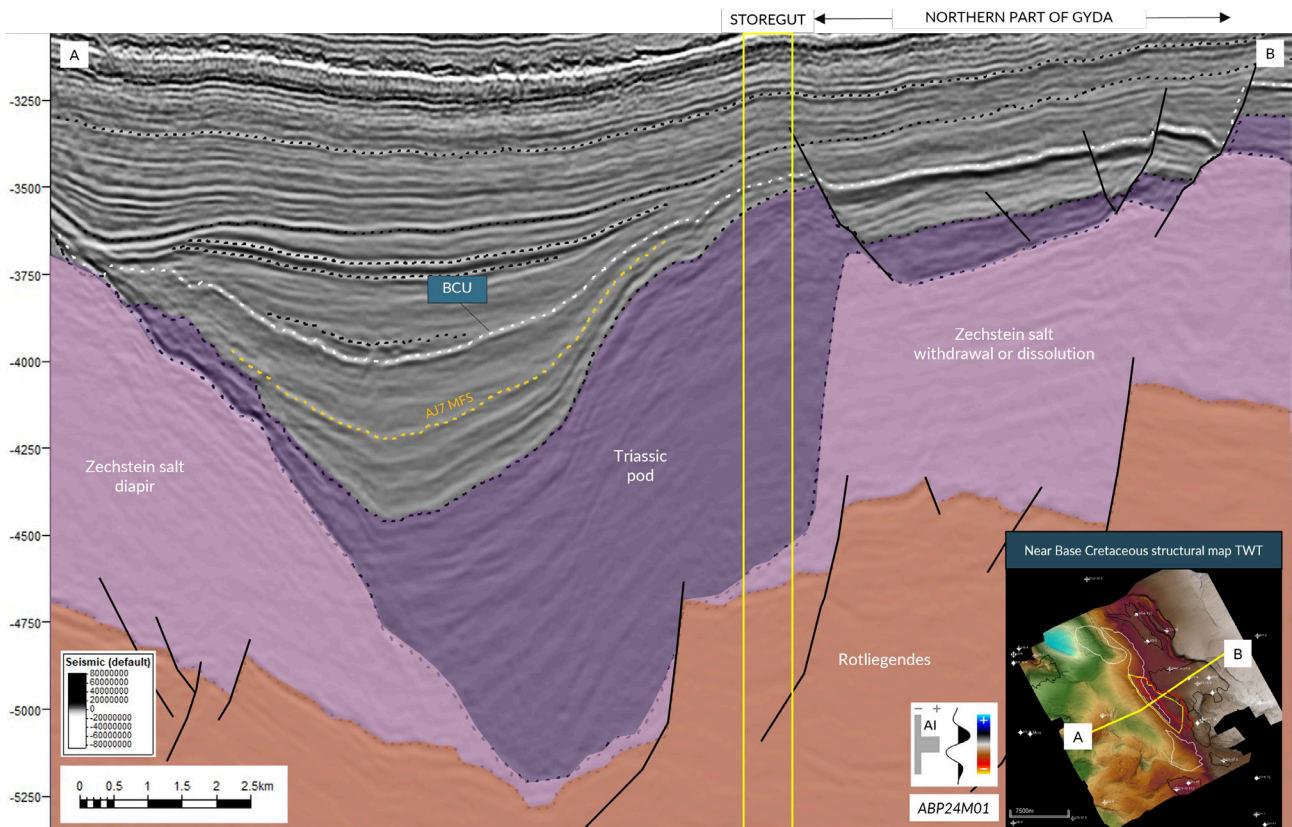 STOREGUT
NORTHERN PART OF GYDA
A
B
-3250
-3500
-3750
-4000
-4250
-4500
-4750
-5000
-5250
BCU
AJ7 MFS
Zechstein salt
withdrawal or dissolution
Triassic
pod
Zechstein salt
diapir
Rotliegendes
Seismic (default)
80000000
60000000
40000000
20000000
0
-20000000
-40000000
-60000000
-80000000
0 0.5 1 1.5 2 2.5km
− +
AI
+
−
ABP24M01
Near Base Cretaceous structural map TWT
B
A
7500m